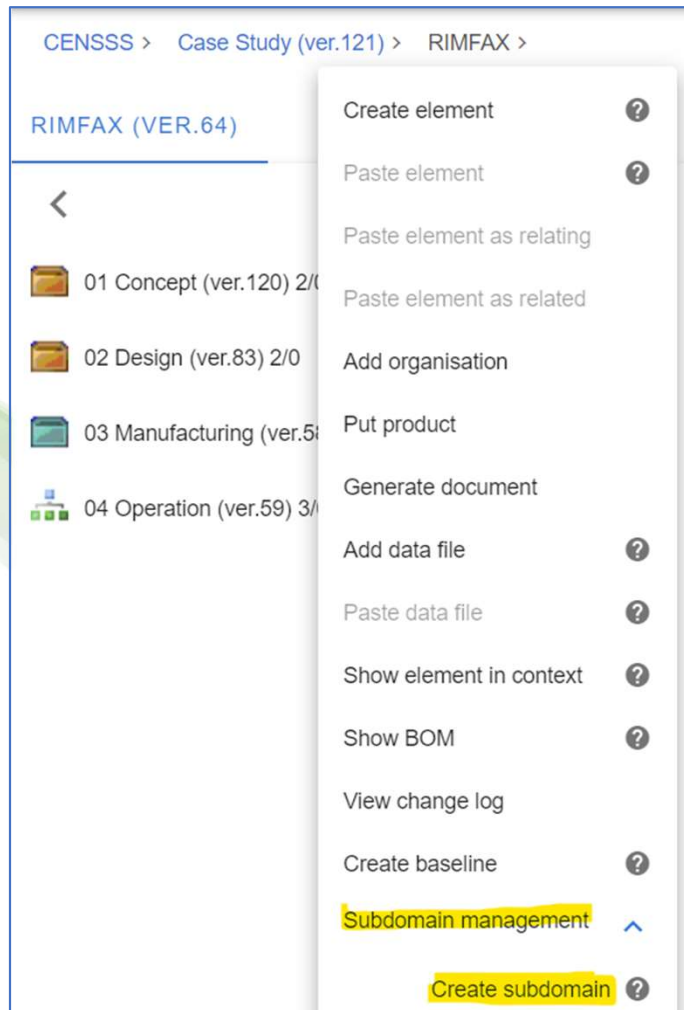 CENSSS > Case Study (ver.121) > RIMFAX >
RIMFAX (VER.64)
01 Concept (ver.120) 2/
02 Design (ver.83) 2/0
03 Manufacturing (ver.5
04 Operation (ver.59) 3/
Create element
Paste element
Paste element as relating
Paste element as related
Add organisation
Put product
Generate document
Add data file
Paste data file
Show element in context
Show BOM
View change log
Create baseline
Subdomain management
Create subdomain